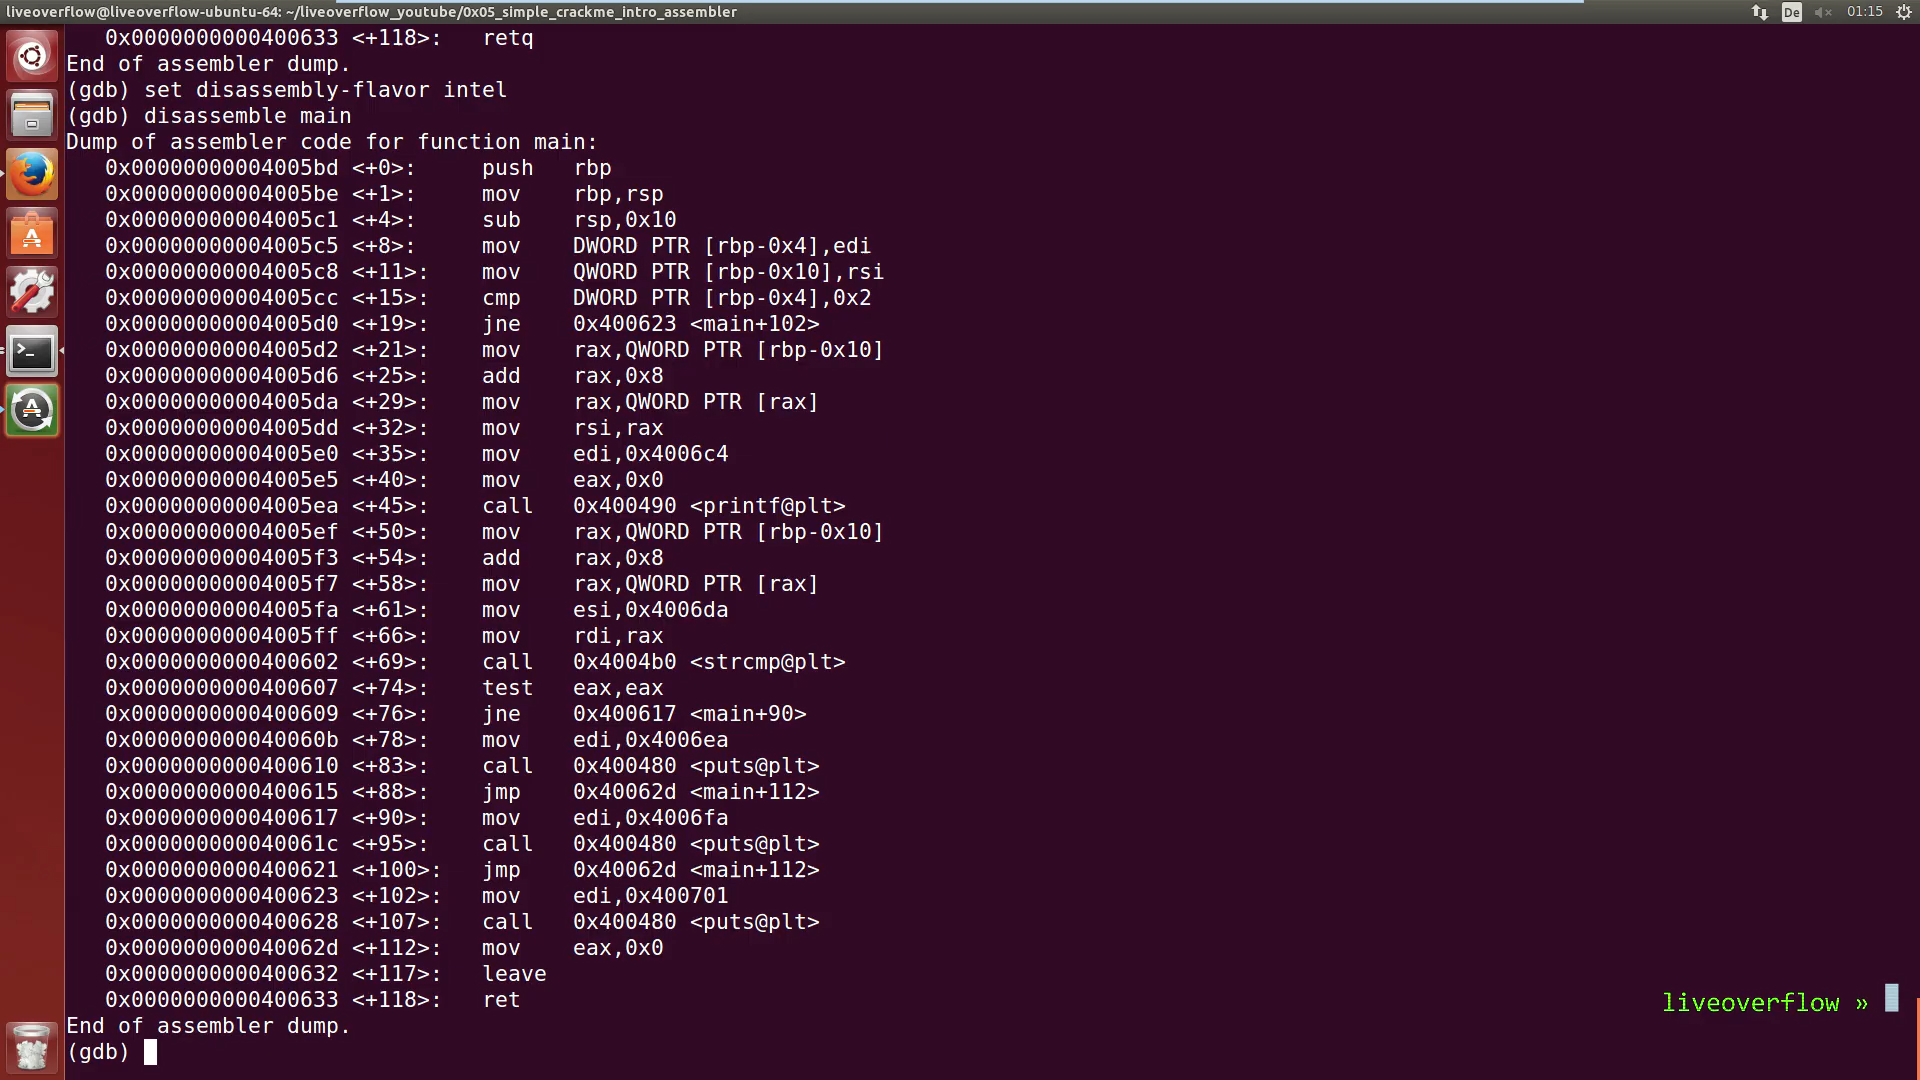 liveoverflow@liveoverflow-ubuntu-64: ~/liveoverflow_youtube/0x05_simple_crackme_intro_assembler De 01:15
0x0000000000400633 <+118>: retq
End of assembler dump.
(gdb) set disassembly-flavor intel
(gdb) disassemble main
Dump of assembler code for function main:
0x00000000004005bd <+0>: push rbp
0x00000000004005be <+1>: mov rbp,rsp
0x00000000004005c1 <+4>: sub rsp,0x10
0x00000000004005c5 <+8>: mov DWORD PTR [rbp-0x4],edi
0x00000000004005c8 <+11>: mov QWORD PTR [rbp-0x10],rsi
0x00000000004005cc <+15>: cmp DWORD PTR [rbp-0x4],0x2
0x00000000004005d0 <+19>: jne 0x400623 <main+102>
0x00000000004005d2 <+21>: mov rax,QWORD PTR [rbp-0x10]
0x00000000004005d6 <+25>: add rax,0x8
0x00000000004005da <+29>: mov rax,QWORD PTR [rax]
0x00000000004005dd <+32>: mov rsi,rax
0x00000000004005e0 <+35>: mov edi,0x4006c4
0x00000000004005e5 <+40>: mov eax,0x0
0x00000000004005ea <+45>: call 0x400490 <printf@plt>
0x00000000004005ef <+50>: mov rax,QWORD PTR [rbp-0x10]
0x00000000004005f3 <+54>: add rax,0x8
0x00000000004005f7 <+58>: mov rax,QWORD PTR [rax]
0x00000000004005fa <+61>: mov esi,0x4006da
0x00000000004005ff <+66>: mov rdi,rax
0x0000000000400602 <+69>: call 0x4004b0 <strcmp@plt>
0x0000000000400607 <+74>: test eax,eax
0x0000000000400609 <+76>: jne 0x400617 <main+90>
0x000000000040060b <+78>: mov edi,0x4006ea
0x0000000000400610 <+83>: call 0x400480 <puts@plt>
0x0000000000400615 <+88>: jmp 0x40062d <main+112>
0x0000000000400617 <+90>: mov edi,0x4006fa
0x000000000040061c <+95>: call 0x400480 <puts@plt>
0x0000000000400621 <+100>: jmp 0x40062d <main+112>
0x0000000000400623 <+102>: mov edi,0x400701
0x0000000000400628 <+107>: call 0x400480 <puts@plt>
0x000000000040062d <+112>: mov eax,0x0
0x0000000000400632 <+117>: leave
0x0000000000400633 <+118>: ret
End of assembler dump.
(gdb)
liveoverflow »